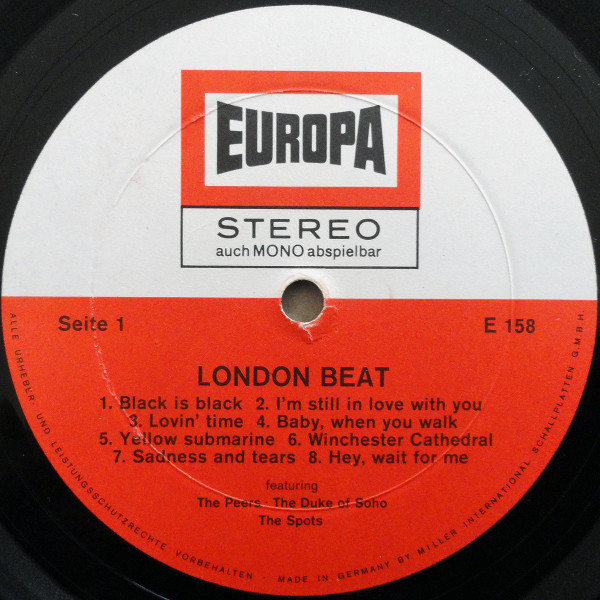 EUROPA
STEREO
auch MONO abspielbar
Seite 1
E 158
LONDON BEAT
1. Black is black 2. I'm still in love with you
3. Lovin' time 4. Baby, when you walk
5. Yellow submarine 6. Winchester Cathedral
7. Sadness and tears 8. Hey, wait for me
featuring
The Peers · The Duke of Soho
The Spots
ALLE URHEBER- UND LEISTUNGSSCHUTZRECHTE VORBEHALTEN · MADE IN GERMANY BY MILLER INTERNATIONAL SCHALLPLATTEN G.M.B.H.